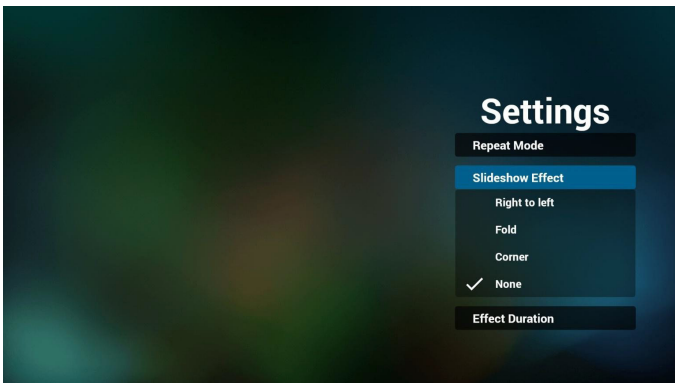 Settings
Repeat Mode
Slideshow Effect
Right to left
Fold
Corner
None
Effect Duration